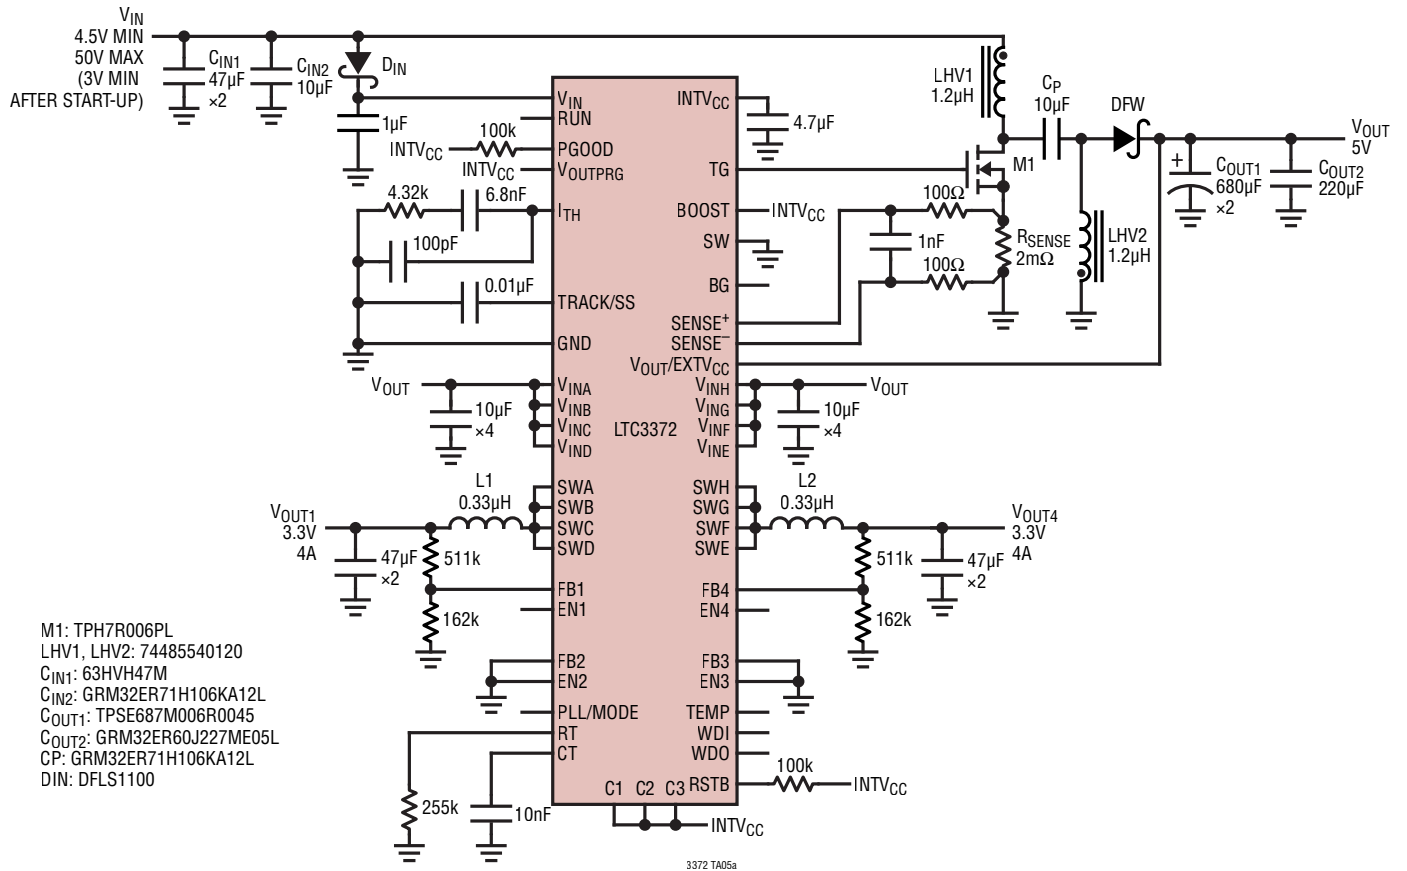 VIN
4.5V MIN
50V MAX
(3V MIN
AFTER START-UP)
CIN1
47µF
×2
CIN2
10µF
DIN
1µF
INTVCC
100k
INTVCC
4.32k
6.8nF
100pF
0.01µF
VIN
RUN
PGOOD
VOUTPRG
ITH
TRACK/SS
GND
VINA
VINB
VINC
VIND
SWA
SWB
SWC
SWD
FB1
EN1
FB2
EN2
PLL/MODE
RT
CT
LTC3372
C1
C2
C3
INTVCC
TG
BOOST
SW
BG
SENSE+
SENSE–
VOUT/EXTVCC
VINH
VING
VINF
VINE
SWH
SWG
SWF
SWE
FB4
EN4
FB3
EN3
TEMP
WDI
WDO
RSTB
4.7µF
INTVCC
LHV1
1.2µH
CP
10µF
DFW
M1
100Ω
1nF
100Ω
RSENSE
2mΩ
LHV2
1.2µH
+
COUT1
680µF
×2
COUT2
220µF
VOUT
5V
VOUT
10µF
×4
10µF
×4
VOUT
L1
0.33µH
VOUT1
3.3V
4A
47µF
×2
511k
162k
L2
0.33µH
VOUT4
3.3V
4A
511k
47µF
×2
162k
255k
10nF
100k
INTVCC
INTVCC
M1: TPH7R006PL
LHV1, LHV2: 74485540120
CIN1: 63HVH47M
CIN2: GRM32ER71H106KA12L
COUT1: TPSE687M006R0045
COUT2: GRM32ER60J227ME05L
CP: GRM32ER71H106KA12L
DIN: DFLS1100
3372 TA05a